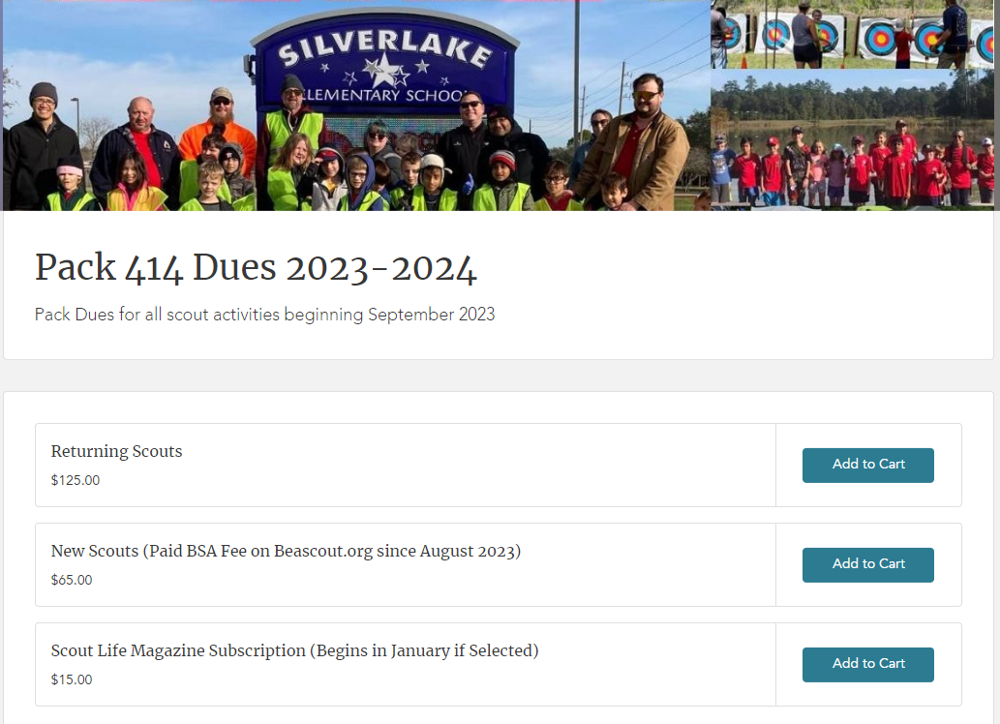 SILVERLAKE
ELEMENTARY SCHOOL
Pack 414 Dues 2023-2024
Pack Dues for all scout activities beginning September 2023
Returning Scouts
$125.00
Add to Cart
New Scouts (Paid BSA Fee on Beascout.org since August 2023)
$65.00
Add to Cart
Scout Life Magazine Subscription (Begins in January if Selected)
$15.00
Add to Cart